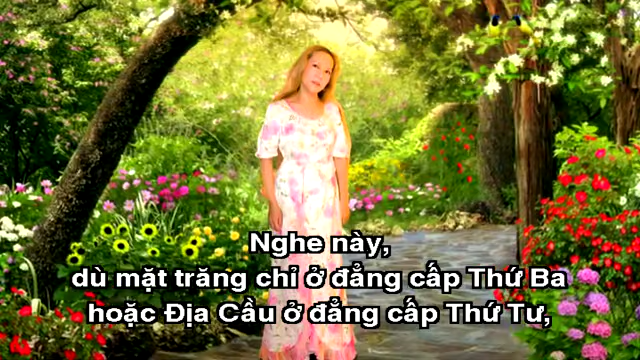 Nghe này,
dù mặt trăng chỉ ở đẳng cấp Thứ Ba
hoặc Địa Cầu ở đẳng cấp Thứ Tư,